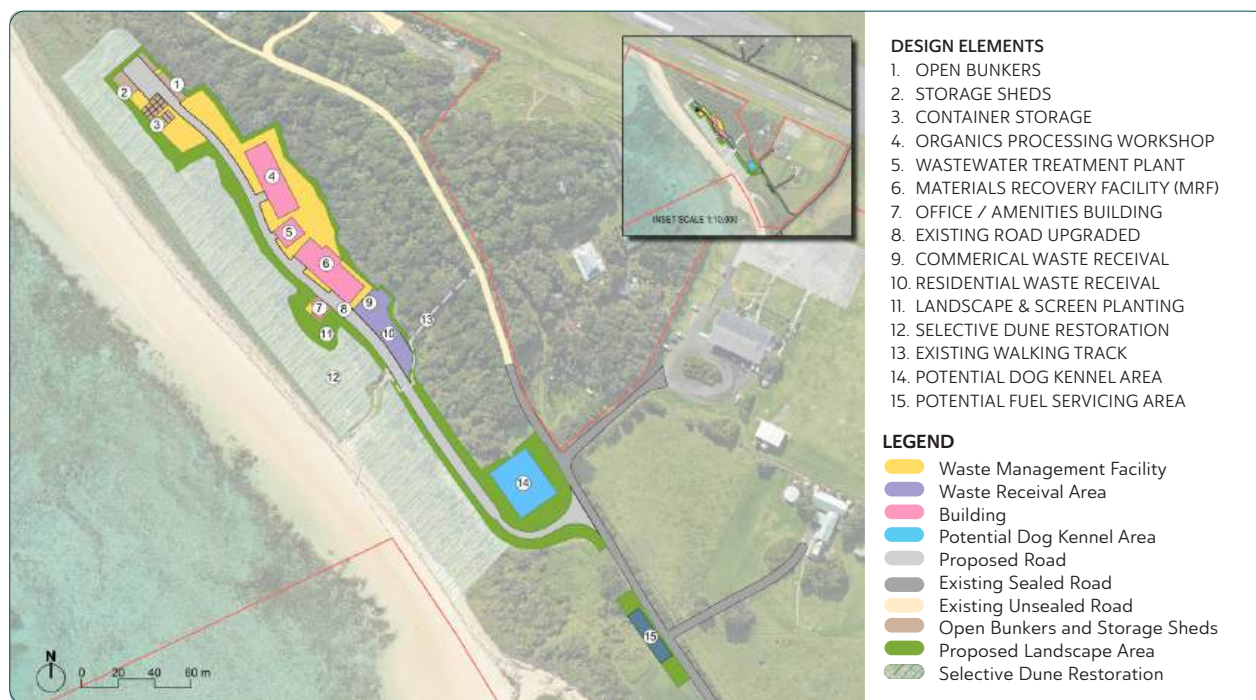 1
2
3
4
5
6
7
8
9
10
11
12
13
14
15
N
0 20 40 60 m
INSET SCALE 1:10,000
DESIGN ELEMENTS
1. OPEN BUNKERS
2. STORAGE SHEDS
3. CONTAINER STORAGE
4. ORGANICS PROCESSING WORKSHOP
5. WASTEWATER TREATMENT PLANT
6. MATERIALS RECOVERY FACILITY (MRF)
7. OFFICE / AMENITIES BUILDING
8. EXISTING ROAD UPGRADED
9. COMMERICAL WASTE RECEIVAL
10. RESIDENTIAL WASTE RECEIVAL
11. LANDSCAPE & SCREEN PLANTING
12. SELECTIVE DUNE RESTORATION
13. EXISTING WALKING TRACK
14. POTENTIAL DOG KENNEL AREA
15. POTENTIAL FUEL SERVICING AREA
LEGEND
Waste Management Facility
Waste Receival Area
Building
Potential Dog Kennel Area
Proposed Road
Existing Sealed Road
Existing Unsealed Road
Open Bunkers and Storage Sheds
Proposed Landscape Area
Selective Dune Restoration